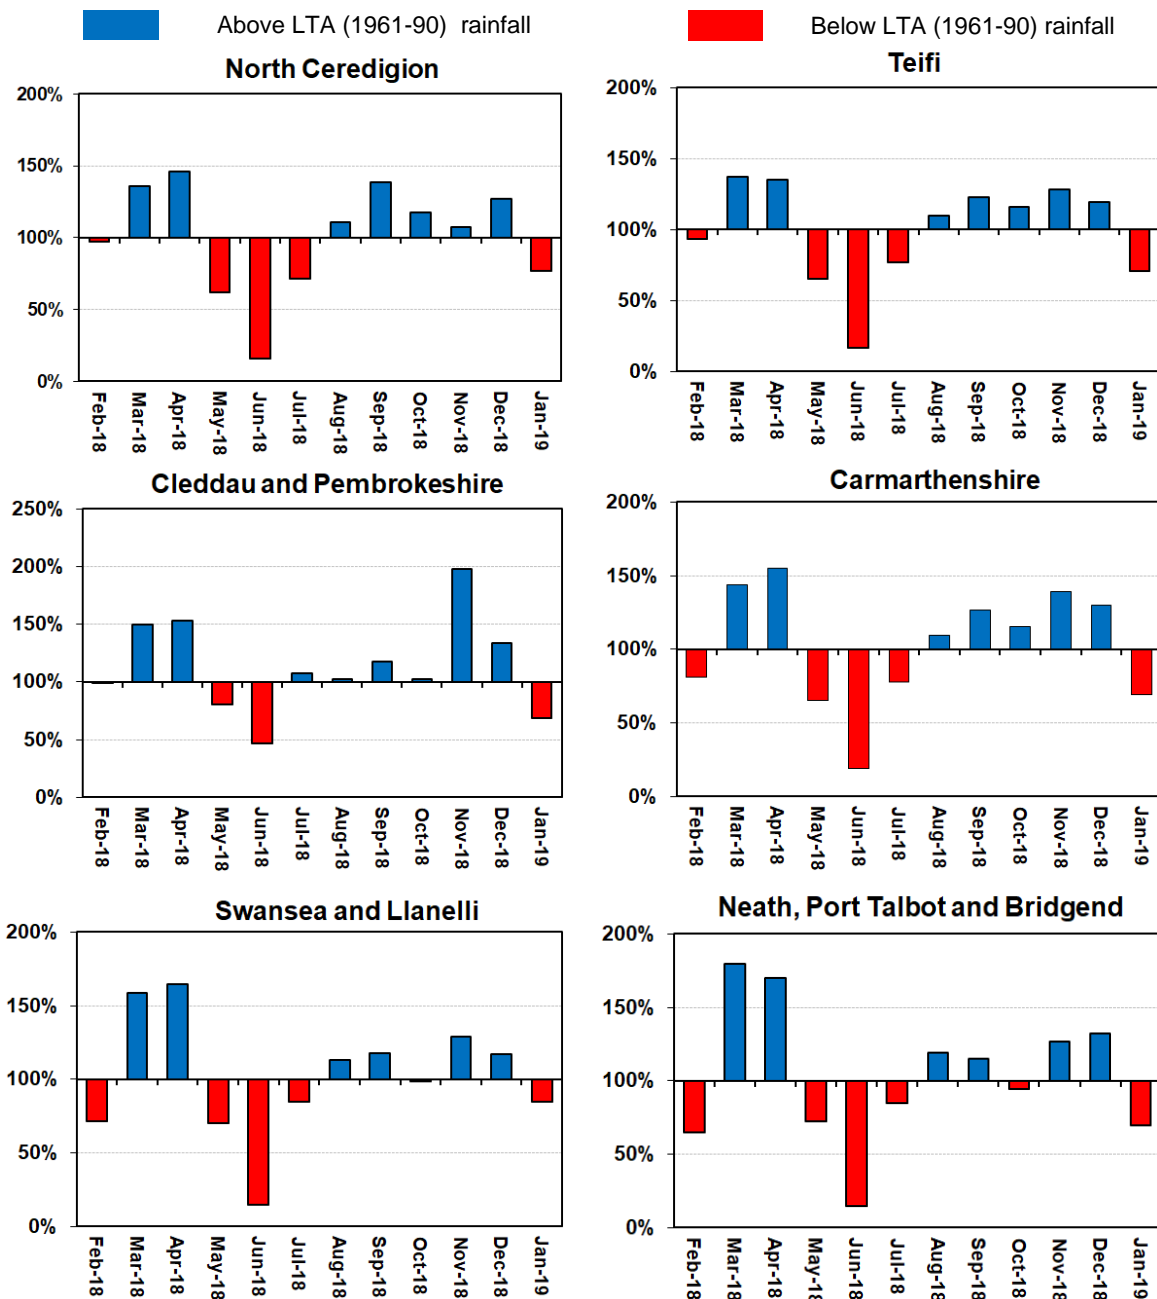 Above LTA (1961-90) rainfall
Below LTA (1961-90) rainfall
North Ceredigion
200%
150%
100%
50%
0%
Feb-18
Mar-18
Apr-18
May-18
Jun-18
Jul-18
Aug-18
Sep-18
Oct-18
Nov-18
Dec-18
Jan-19
Teifi
200%
150%
100%
50%
0%
Feb-18
Mar-18
Apr-18
May-18
Jun-18
Jul-18
Aug-18
Sep-18
Oct-18
Nov-18
Dec-18
Jan-19
Cleddau and Pembrokeshire
250%
200%
150%
100%
50%
0%
Feb-18
Mar-18
Apr-18
May-18
Jun-18
Jul-18
Aug-18
Sep-18
Oct-18
Nov-18
Dec-18
Jan-19
Carmarthenshire
200%
150%
100%
50%
0%
Feb-18
Mar-18
Apr-18
May-18
Jun-18
Jul-18
Aug-18
Sep-18
Oct-18
Nov-18
Dec-18
Jan-19
Swansea and Llanelli
200%
150%
100%
50%
0%
Feb-18
Mar-18
Apr-18
May-18
Jun-18
Jul-18
Aug-18
Sep-18
Oct-18
Nov-18
Dec-18
Jan-19
Neath, Port Talbot and Bridgend
200%
150%
100%
50%
0%
Feb-18
Mar-18
Apr-18
May-18
Jun-18
Jul-18
Aug-18
Sep-18
Oct-18
Nov-18
Dec-18
Jan-19